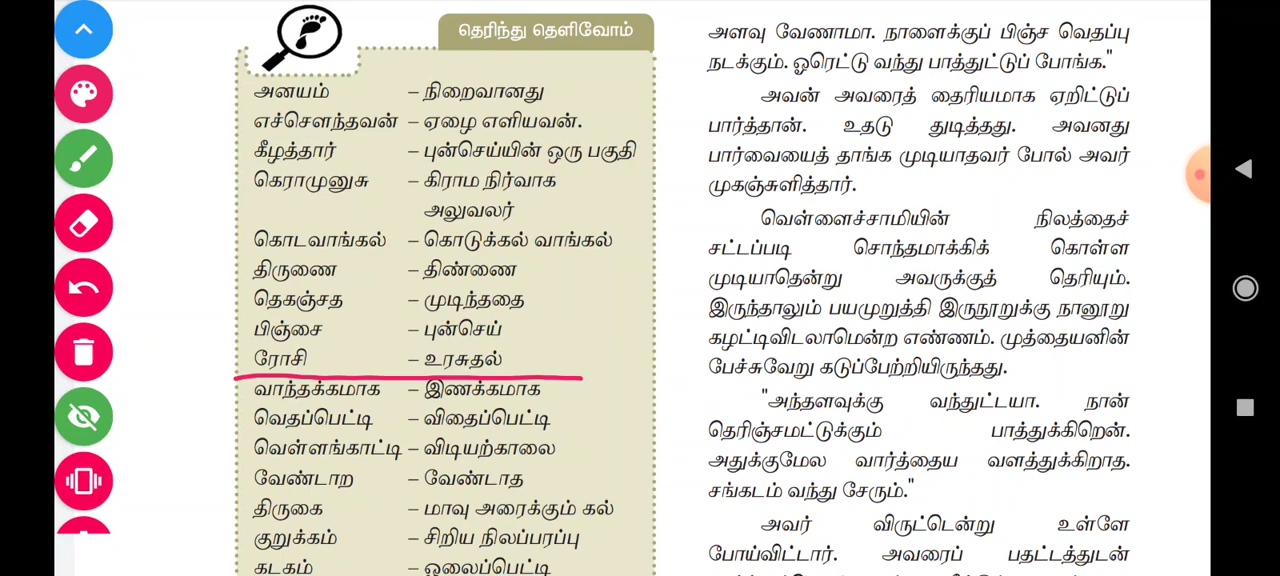 தெரிந்து தெளிவோம்
அனயம் – நிறைவானது
எச்சௌந்தவன் – ஏழை எளியவன்.
கீழத்தார் – புன்செய்யின் ஒரு பகுதி
கெராமுனுசு – கிராம நிர்வாக
அலுவலர்
கொடவாங்கல் – கொடுக்கல் வாங்கல்
திருணை – திண்ணை
தெகஞ்சத – முடிந்ததை
பிஞ்சை – புன்செய்
ரோசி – உரசுதல்
வாந்தக்கமாக – இணக்கமாக
வெதப்பெட்டி – விதைப்பெட்டி
வெள்ளங்காட்டி – விடியற்காலை
வேண்டாற – வேண்டாத
திருகை – மாவு அரைக்கும் கல்
குறுக்கம் – சிறிய நிலப்பரப்பு
கடகம் – ஓலைப்பெட்டி
அளவு வேணாமா. நாளைக்குப் பிஞ்ச வெதப்பு
நடக்கும். ஓரெட்டு வந்து பாத்துட்டுப் போங்க."
அவன் அவரைத் தைரியமாக ஏறிட்டுப்
பார்த்தான். உதடு துடித்தது. அவனது
பார்வையைத் தாங்க முடியாதவர் போல் அவர்
முகஞ்சுளித்தார்.
வெள்ளைச்சாமியின் நிலத்தைச்
சட்டப்படி சொந்தமாக்கிக் கொள்ள
முடியாதென்று அவருக்குத் தெரியும்.
இருந்தாலும் பயமுறுத்தி இருநூறுக்கு நானூறு
கழட்டிவிடலாமென்ற எண்ணம். முத்தையனின்
பேச்சுவேறு கடுப்பேற்றியிருந்தது.
"அந்தளவுக்கு வந்துட்டயா. நான்
தெரிஞ்சமட்டுக்கும் பாத்துக்கிறென்.
அதுக்குமேல வார்த்தைய வளத்துக்கிறாத.
சங்கடம் வந்து சேரும்."
அவர் விருட்டென்று உள்ளே
போய்விட்டார். அவரைப் பதட்டத்துடன்